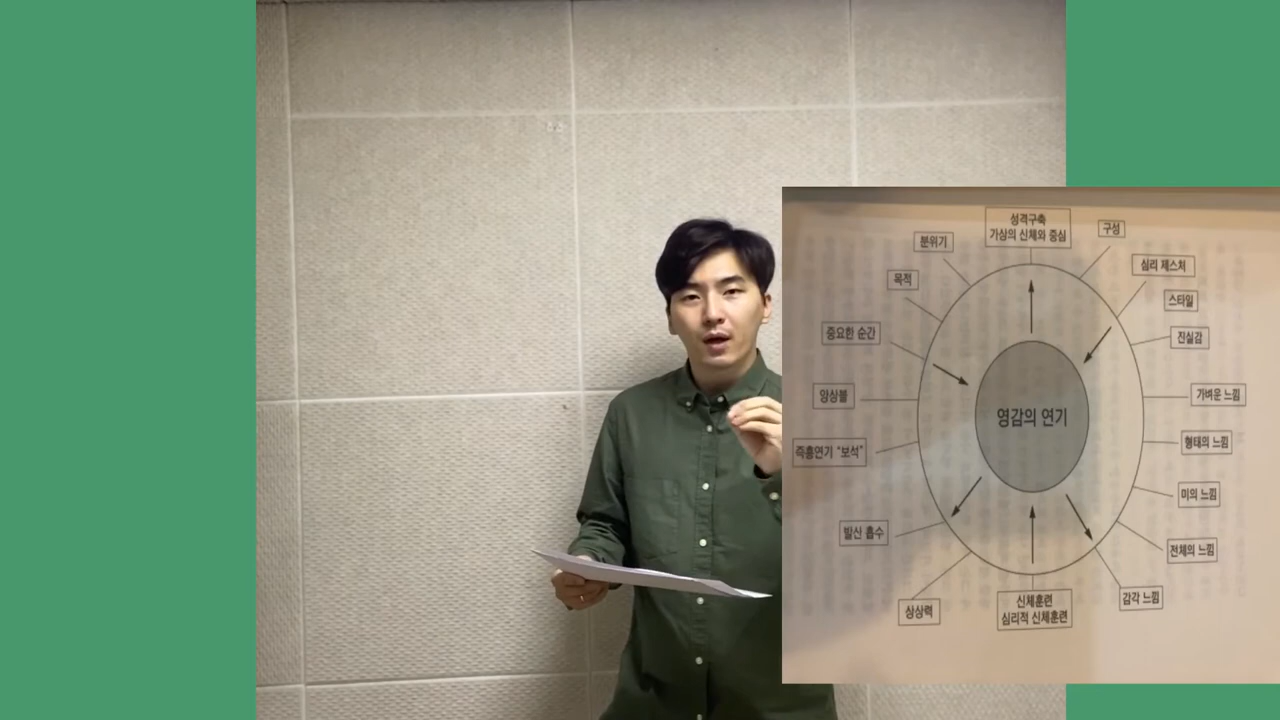 성격구축
가상의 신체와 중심
구성
분위기
심리 제스처
목적
스타일
중요한 순간
진실감
앙상블
가벼운 느낌
영감의 연기
즉흥연기 "보석"
형태의 느낌
미의 느낌
발산 흡수
전체의 느낌
상상력
신체훈련
심리적 신체훈련
감각 느낌